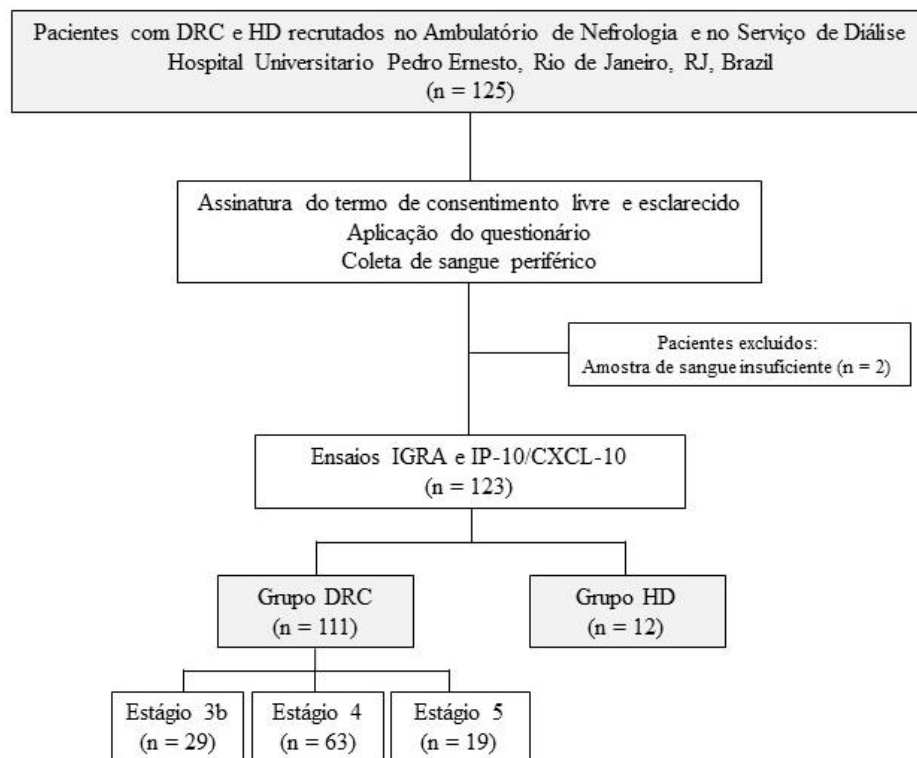 Pacientes com DRC e HD recrutados no Ambulatório de Nefrologia e no Serviço de Diálise
Hospital Universitario Pedro Ernesto, Rio de Janeiro, RJ, Brazil
(n = 125)
Assinatura do termo de consentimento livre e esclarecido
Aplicação do questionário
Coleta de sangue periférico
Pacientes excluidos:
Amostra de sangue insuficiente (n = 2)
Ensaios IGRA e IP-10/CXCL-10
(n = 123)
Grupo DRC
(n = 111)
Grupo HD
(n = 12)
Estágio 3b
(n = 29)
Estágio 4
(n = 63)
Estágio 5
(n = 19)